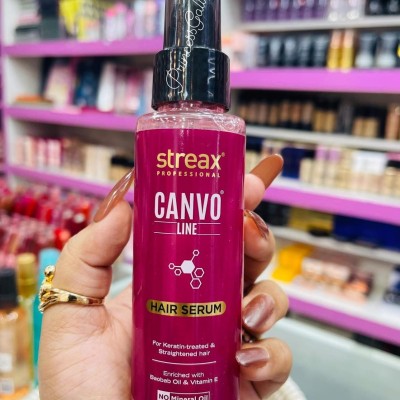 PrincessGall
streax®
PROFESSIONAL
CANVO®
LINE
HAIR SERUM
For Keratin-treated &
Straightened hair
Enriched with
Baobab Oil & Vitamin E
NO Mineral Oil